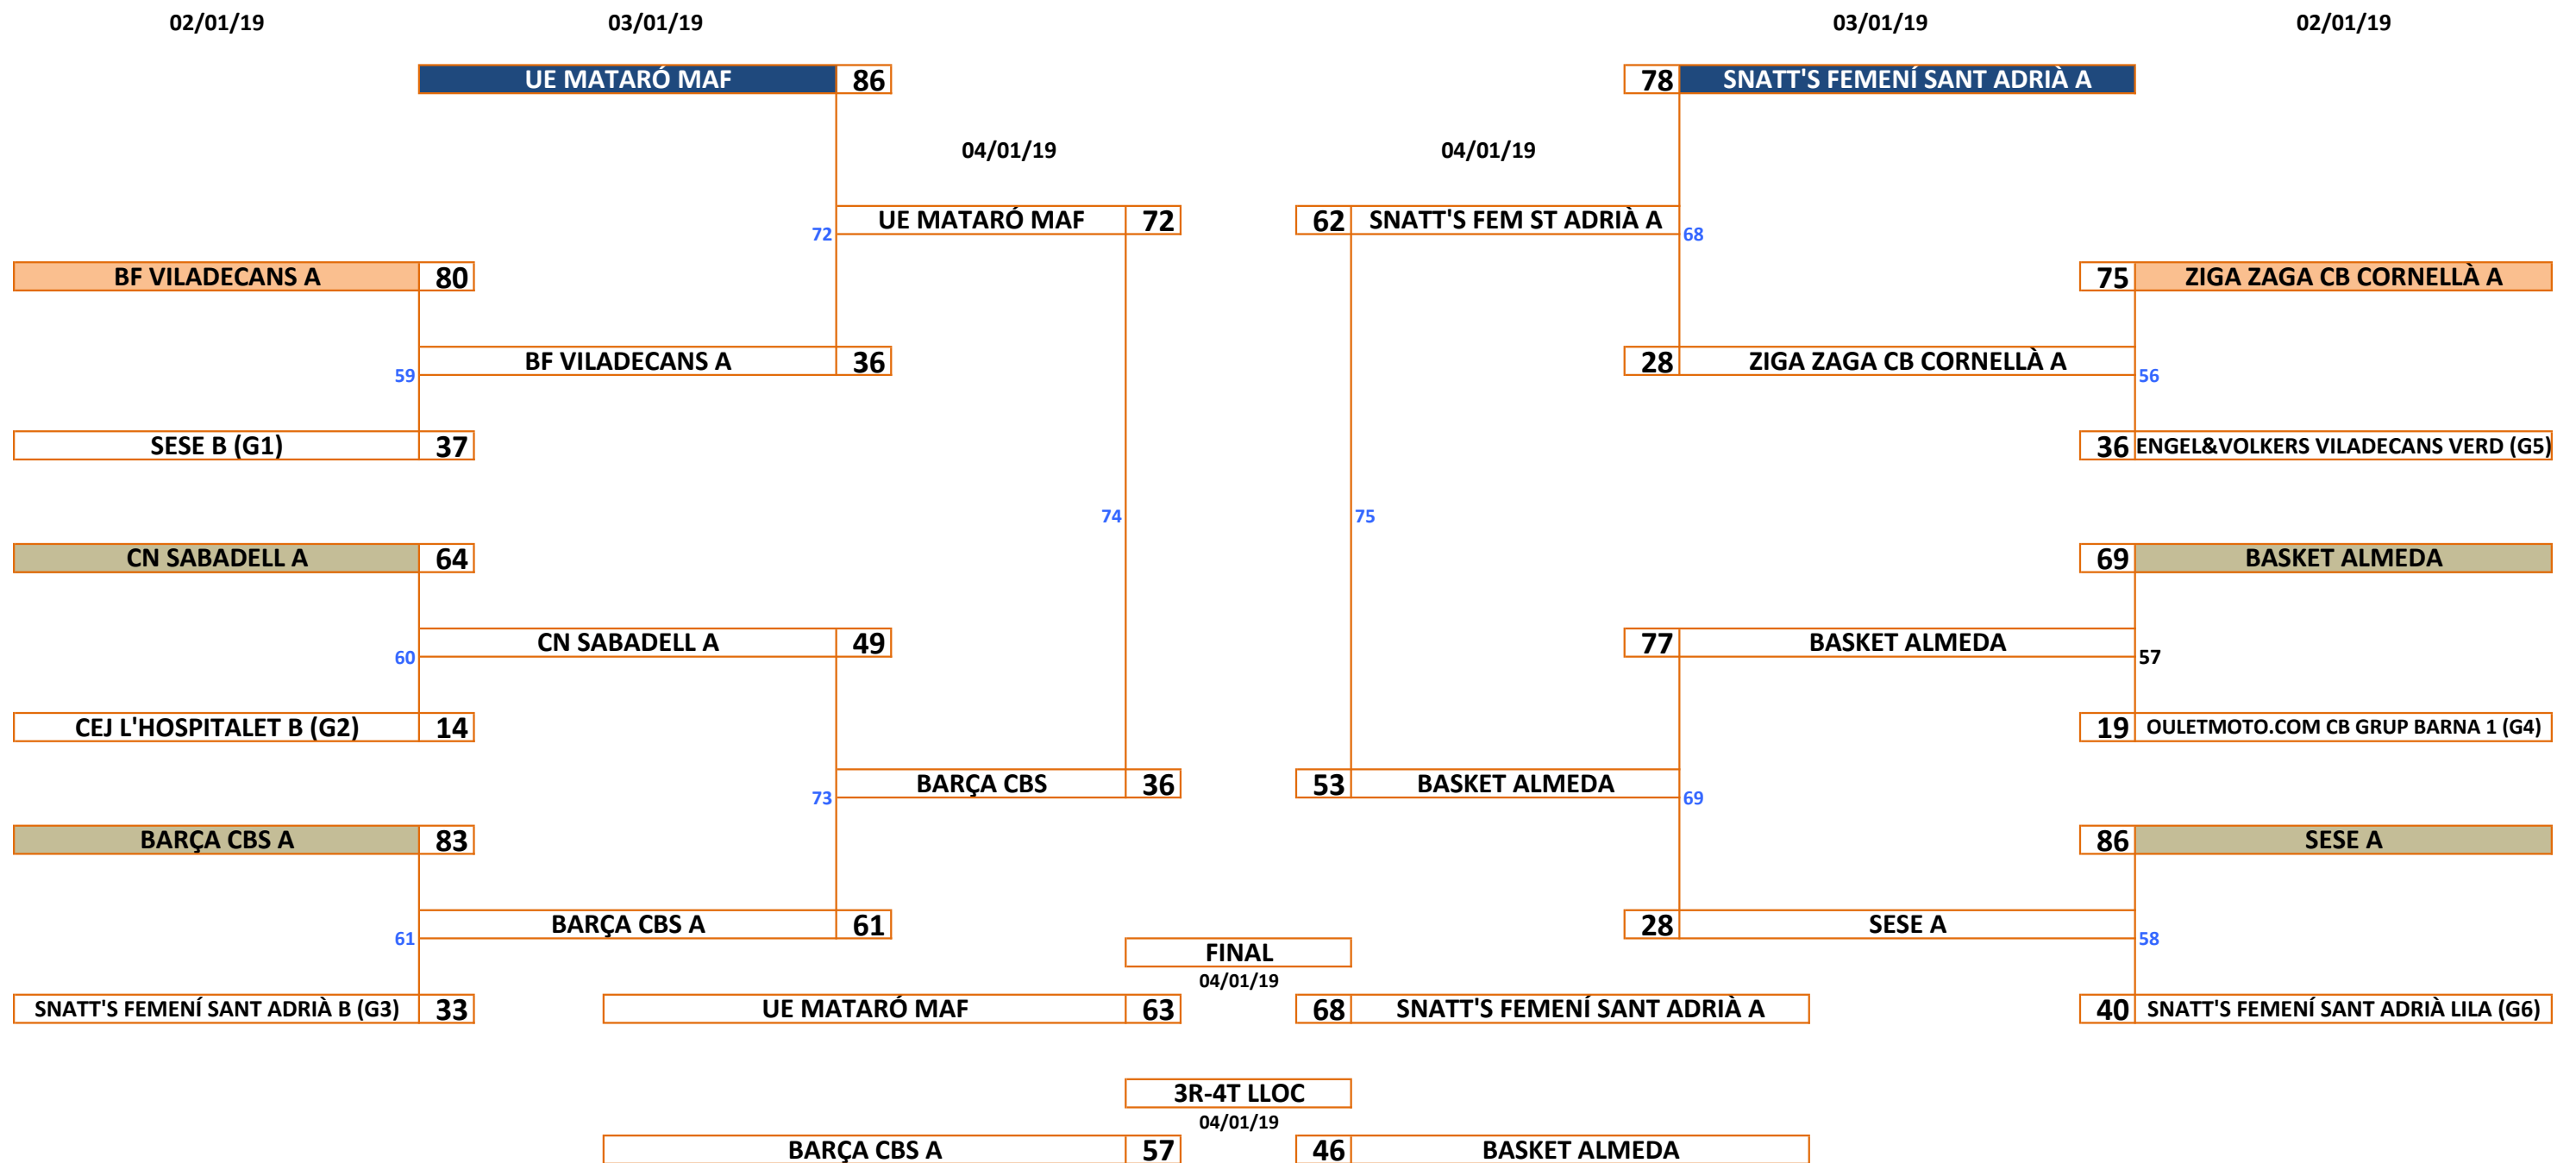 02/01/19 03/01/19 03/01/19 02/01/19
UE MATARÓ MAF 86 78 SNATT'S FEMENÍ SANT ADRIÀ A
04/01/19 04/01/19
UE MATARÓ MAF 72 62 SNATT'S FEM ST ADRIÀ A
72 68
BF VILADECANS A 80 75 ZIGA ZAGA CB CORNELLÀ A
BF VILADECANS A 36 28 ZIGA ZAGA CB CORNELLÀ A
59 56
SESE B (G1) 37 36 ENGEL&VOLKERS VILADECANS VERD (G5)
74 75
CN SABADELL A 64 69 BASKET ALMEDA
CN SABADELL A 49 77 BASKET ALMEDA
60 57
CEJ L'HOSPITALET B (G2) 14 19 OULETMOTO.COM CB GRUP BARNA 1 (G4)
BARÇA CBS 36 53 BASKET ALMEDA
73 69
BARÇA CBS A 83 86 SESE A
BARÇA CBS A 61 28 SESE A
61 58
FINAL
04/01/19
SNATT'S FEMENÍ SANT ADRIÀ B (G3) 33 UE MATARÓ MAF 63 68 SNATT'S FEMENÍ SANT ADRIÀ A 40 SNATT'S FEMENÍ SANT ADRIÀ LILA (G6)
3R-4T LLOC
04/01/19
BARÇA CBS A 57 46 BASKET ALMEDA